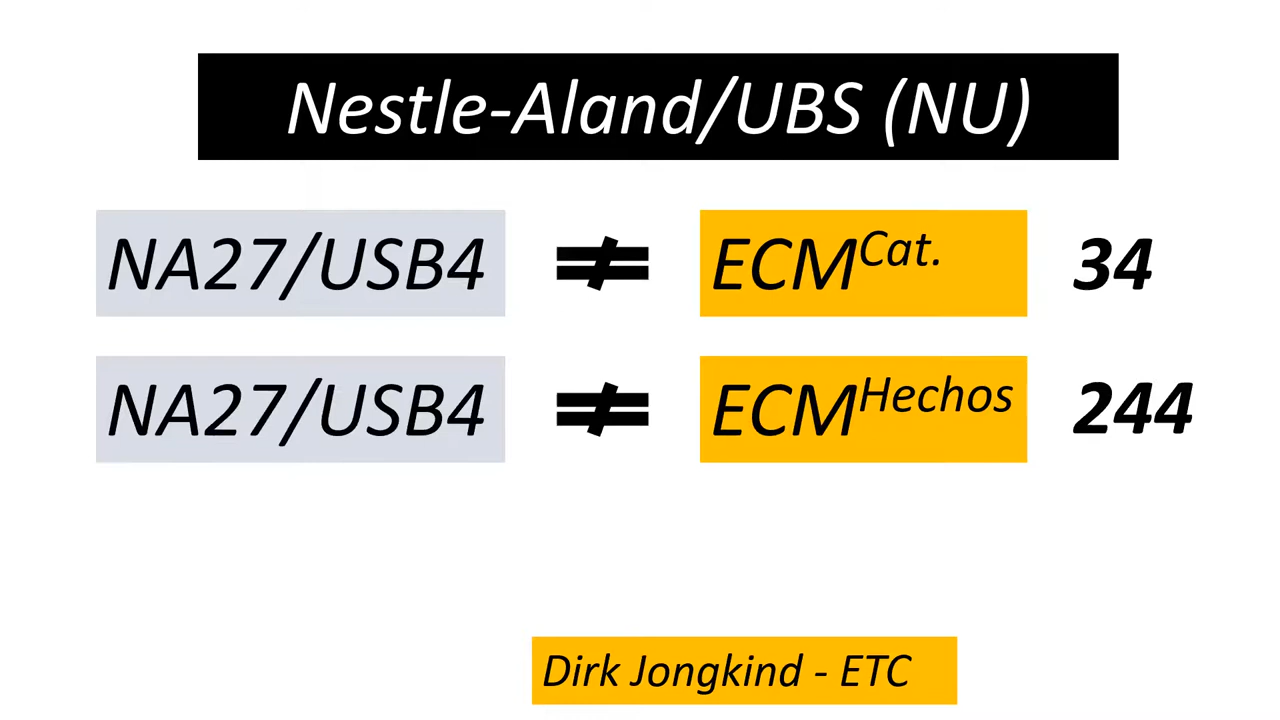 Nestle-Aland/UBS (NU)
NA27/USB4 ≠ ECM^Cat. 34
NA27/USB4 ≠ ECM^Hechos 244
Dirk Jongkind - ETC